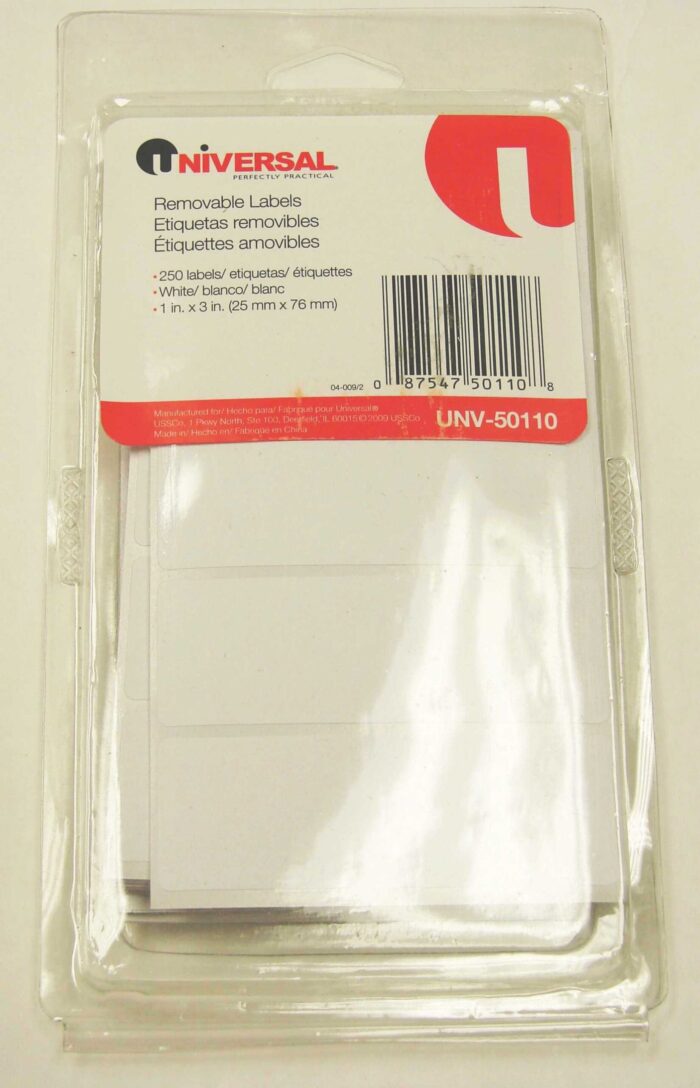 UNIVERSAL
PERFECTLY PRACTICAL
Removable Labels
Etiquetas removibles
Étiquettes amovibles
• 250 labels/ etiquetas/ étiquettes
• White/ blanco/ blanc
• 1 in. x 3 in. (25 mm x 76 mm)
04-009/2
0 87547 50110 8
Manufactured for/ Hecho para/ Fabriqué pour Universal®
USSCo. 1 Pkwy North, Ste 100, Deerfield, IL 60015 ©2009 USSCo
Made in/ Hecho en/ Fabriqué en China
UNV-50110